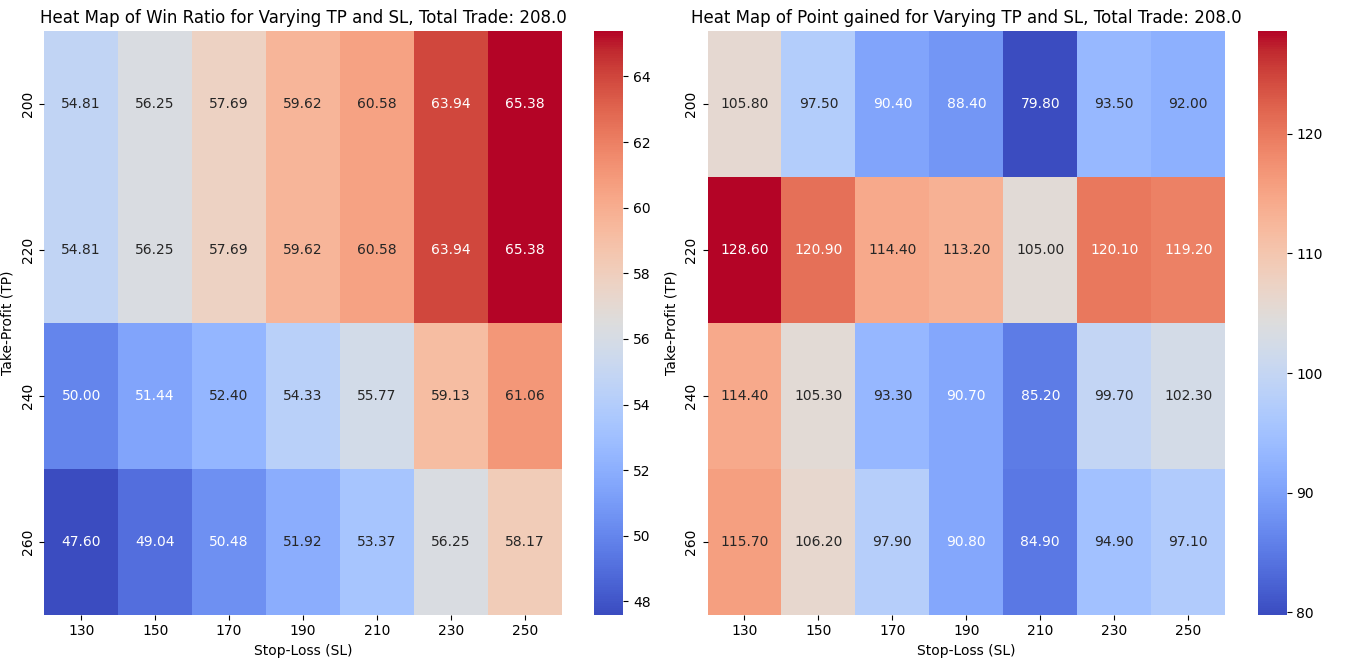 Heat Map of Win Ratio for Varying TP and SL, Total Trade: 208.0
Take-Profit (TP)
200 54.81 56.25 57.69 59.62 60.58 63.94 65.38
220 54.81 56.25 57.69 59.62 60.58 63.94 65.38
240 50.00 51.44 52.40 54.33 55.77 59.13 61.06
260 47.60 49.04 50.48 51.92 53.37 56.25 58.17
130 150 170 190 210 230 250
Stop-Loss (SL)
64
62
60
58
56
54
52
50
48
Heat Map of Point gained for Varying TP and SL, Total Trade: 208.0
Take-Profit (TP)
200 105.80 97.50 90.40 88.40 79.80 93.50 92.00
220 128.60 120.90 114.40 113.20 105.00 120.10 119.20
240 114.40 105.30 93.30 90.70 85.20 99.70 102.30
260 115.70 106.20 97.90 90.80 84.90 94.90 97.10
130 150 170 190 210 230 250
Stop-Loss (SL)
120
110
100
90
80